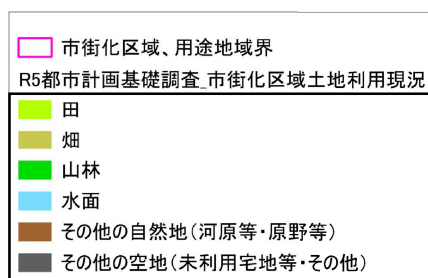 市街化区域、用途地域界
R5都市計画基礎調査_市街化区域土地利用現況
田
畑
山林
水面
その他の自然地(河原等・原野等)
その他の空地(未利用宅地等・その他)